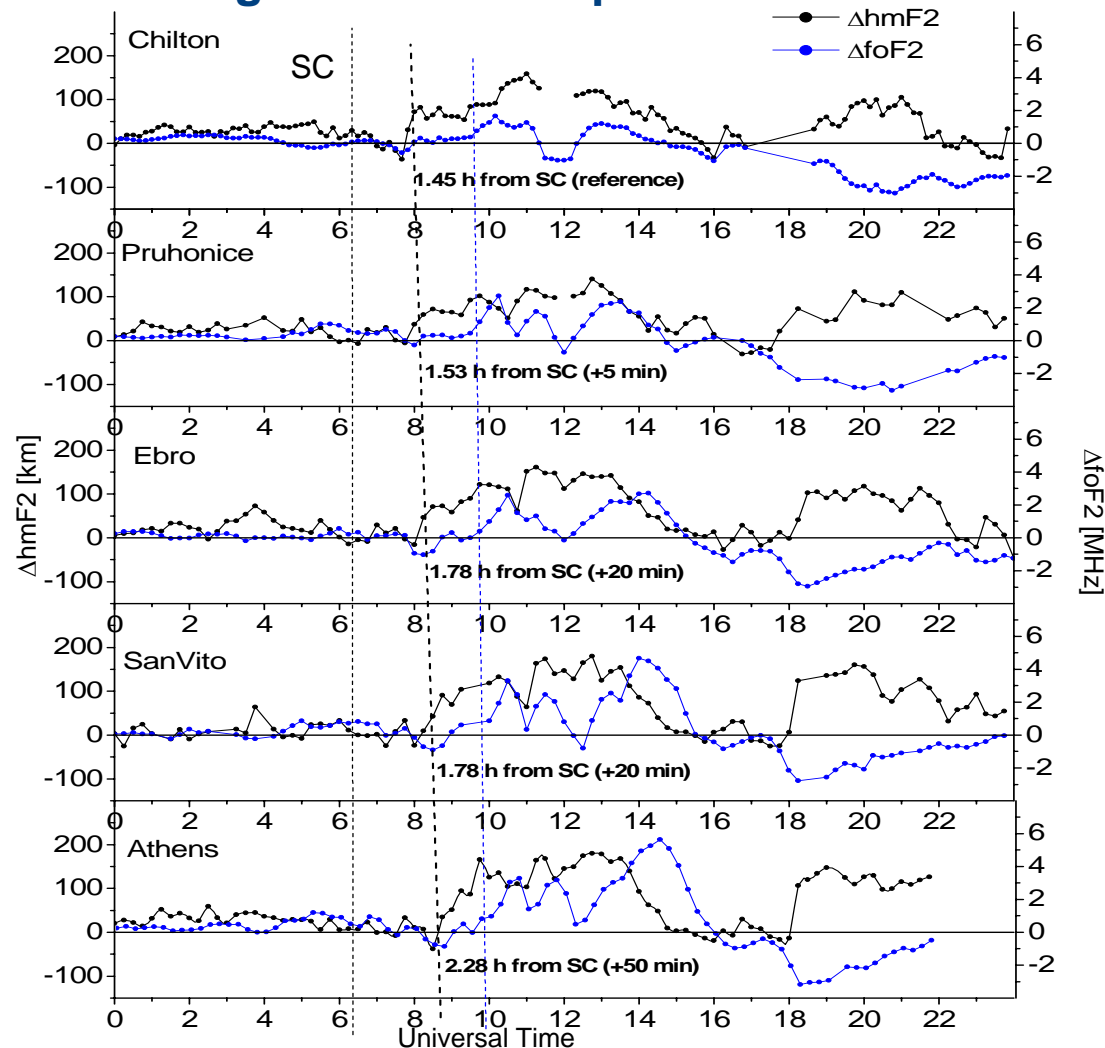 ΔhmF2
ΔfoF2
Chilton
SC
200
100
0
-100
6
4
2
0
-2
1.45 h from SC (reference)
0 2 4 6 8 10 12 14 16 18 20 22
Pruhonice
200
100
0
-100
6
4
2
0
-2
1.53 h from SC (+5 min)
0 2 4 6 8 10 12 14 16 18 20 22
Ebro
200
100
0
-100
6
4
2
0
-2
1.78 h from SC (+20 min)
0 2 4 6 8 10 12 14 16 18 20 22
SanVito
200
100
0
-100
6
4
2
0
-2
1.78 h from SC (+20 min)
0 2 4 6 8 10 12 14 16 18 20 22
Athens
200
100
0
-100
6
4
2
0
-2
2.28 h from SC (+50 min)
0 2 4 6 8 10 12 14 16 18 20 22
Universal Time
ΔhmF2 [km]
ΔfoF2 [MHz]